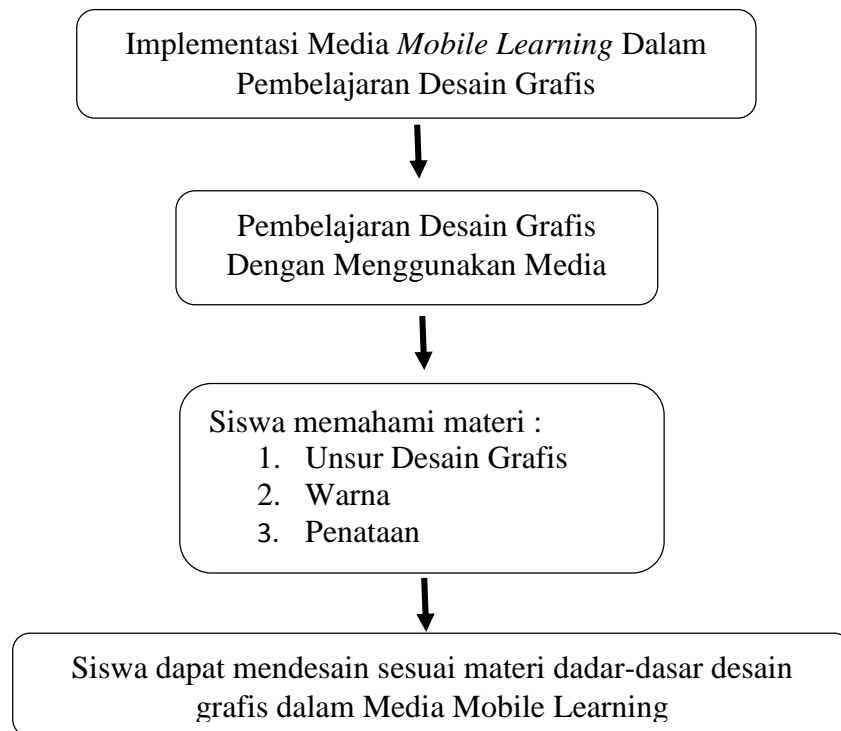 Implementasi Media Mobile Learning Dalam
Pembelajaran Desain Grafis
Pembelajaran Desain Grafis
Dengan Menggunakan Media
Siswa memahami materi :
1. Unsur Desain Grafis
2. Warna
3. Penataan
Siswa dapat mendesain sesuai materi dadar-dasar desain
grafis dalam Media Mobile Learning